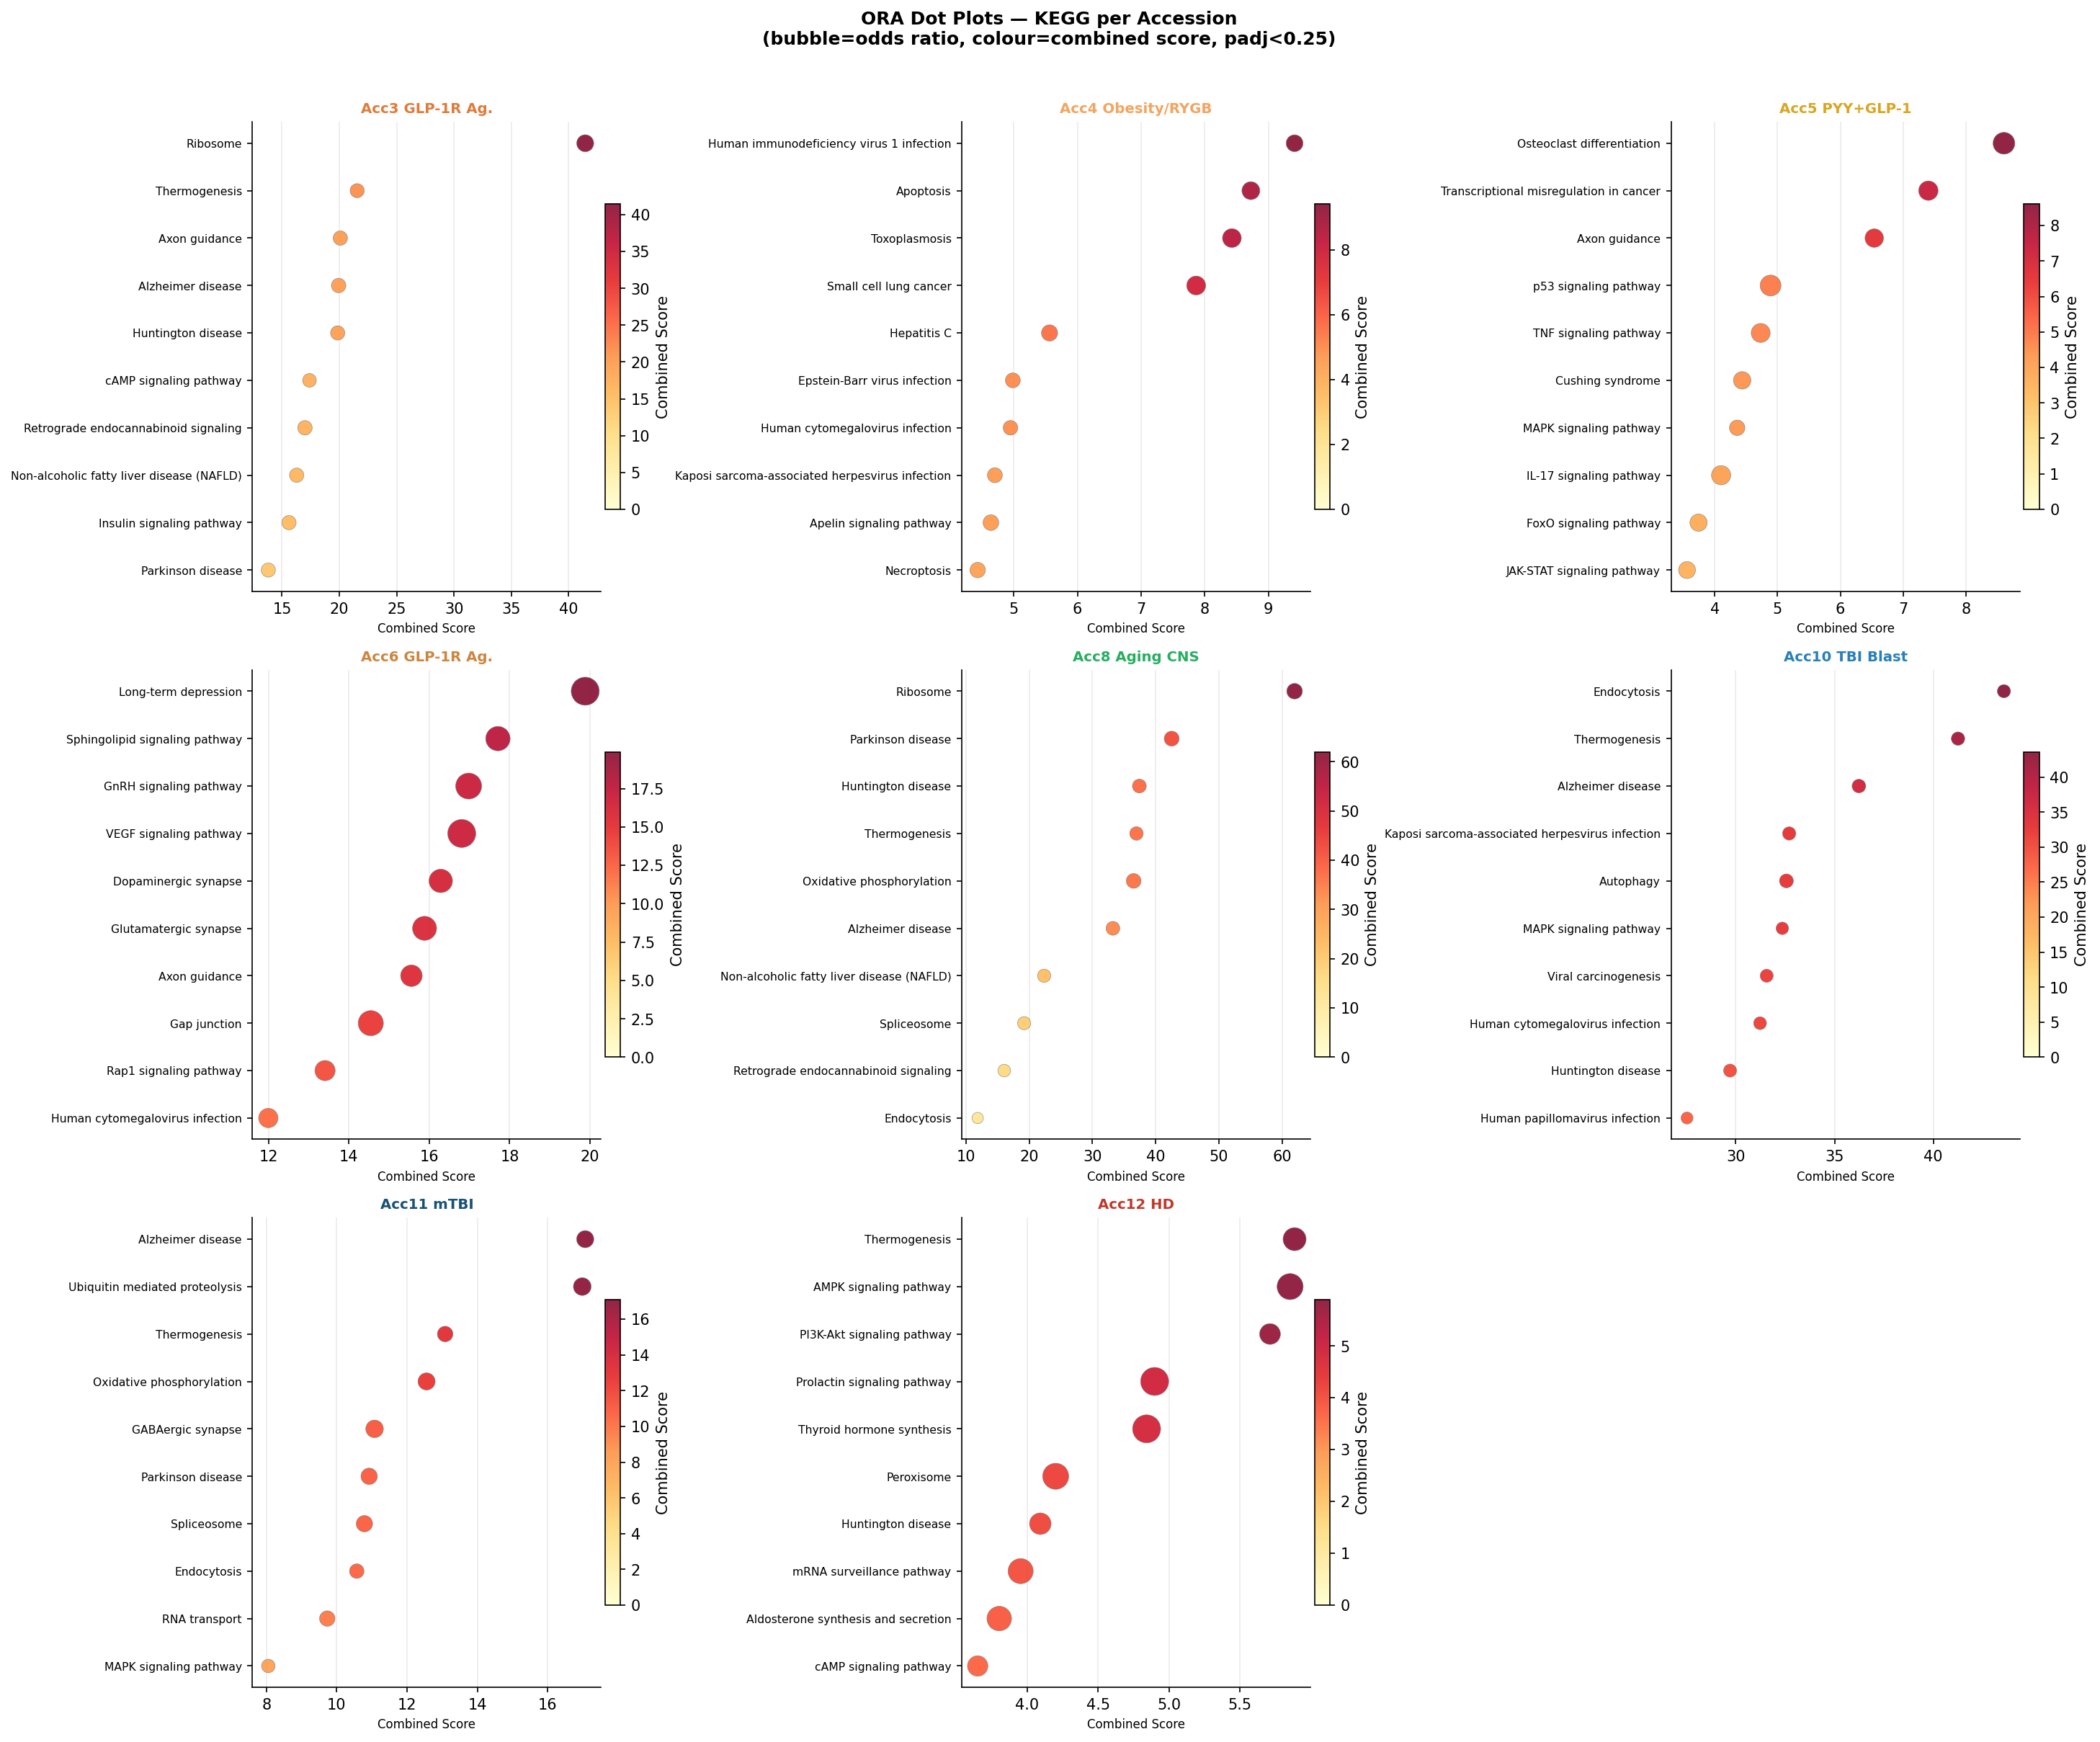 ORA Dot Plots — KEGG per Accession
(bubble=odds ratio, colour=combined score, padj<0.25)
Acc3 GLP-1R Ag.
Ribosome
Thermogenesis
Axon guidance
Alzheimer disease
Huntington disease
cAMP signaling pathway
Retrograde endocannabinoid signaling
Non-alcoholic fatty liver disease (NAFLD)
Insulin signaling pathway
Parkinson disease
15 20 25 30 35 40
Combined Score
40
35
30
25
20
15
10
5
0
Combined Score
Acc4 Obesity/RYGB
Human immunodeficiency virus 1 infection
Apoptosis
Toxoplasmosis
Small cell lung cancer
Hepatitis C
Epstein-Barr virus infection
Human cytomegalovirus infection
Kaposi sarcoma-associated herpesvirus infection
Apelin signaling pathway
Necroptosis
5 6 7 8 9
Combined Score
8
6
4
2
0
Combined Score
Acc5 PYY+GLP-1
Osteoclast differentiation
Transcriptional misregulation in cancer
Axon guidance
p53 signaling pathway
TNF signaling pathway
Cushing syndrome
MAPK signaling pathway
IL-17 signaling pathway
FoxO signaling pathway
JAK-STAT signaling pathway
4 5 6 7 8
Combined Score
8
7
6
5
4
3
2
1
0
Combined Score
Acc6 GLP-1R Ag.
Long-term depression
Sphingolipid signaling pathway
GnRH signaling pathway
VEGF signaling pathway
Dopaminergic synapse
Glutamatergic synapse
Axon guidance
Gap junction
Rap1 signaling pathway
Human cytomegalovirus infection
12 14 16 18 20
Combined Score
17.5
15.0
12.5
10.0
7.5
5.0
2.5
0.0
Combined Score
Acc8 Aging CNS
Ribosome
Parkinson disease
Huntington disease
Thermogenesis
Oxidative phosphorylation
Alzheimer disease
Non-alcoholic fatty liver disease (NAFLD)
Spliceosome
Retrograde endocannabinoid signaling
Endocytosis
10 20 30 40 50 60
Combined Score
60
50
40
30
20
10
0
Combined Score
Acc10 TBI Blast
Endocytosis
Thermogenesis
Alzheimer disease
Kaposi sarcoma-associated herpesvirus infection
Autophagy
MAPK signaling pathway
Viral carcinogenesis
Human cytomegalovirus infection
Huntington disease
Human papillomavirus infection
30 35 40
Combined Score
40
35
30
25
20
15
10
5
0
Combined Score
Acc11 mTBI
Alzheimer disease
Ubiquitin mediated proteolysis
Thermogenesis
Oxidative phosphorylation
GABAergic synapse
Parkinson disease
Spliceosome
Endocytosis
RNA transport
MAPK signaling pathway
8 10 12 14 16
Combined Score
16
14
12
10
8
6
4
2
0
Combined Score
Acc12 HD
Thermogenesis
AMPK signaling pathway
PI3K-Akt signaling pathway
Prolactin signaling pathway
Thyroid hormone synthesis
Peroxisome
Huntington disease
mRNA surveillance pathway
Aldosterone synthesis and secretion
cAMP signaling pathway
4.0 4.5 5.0 5.5
Combined Score
5
4
3
2
1
0
Combined Score